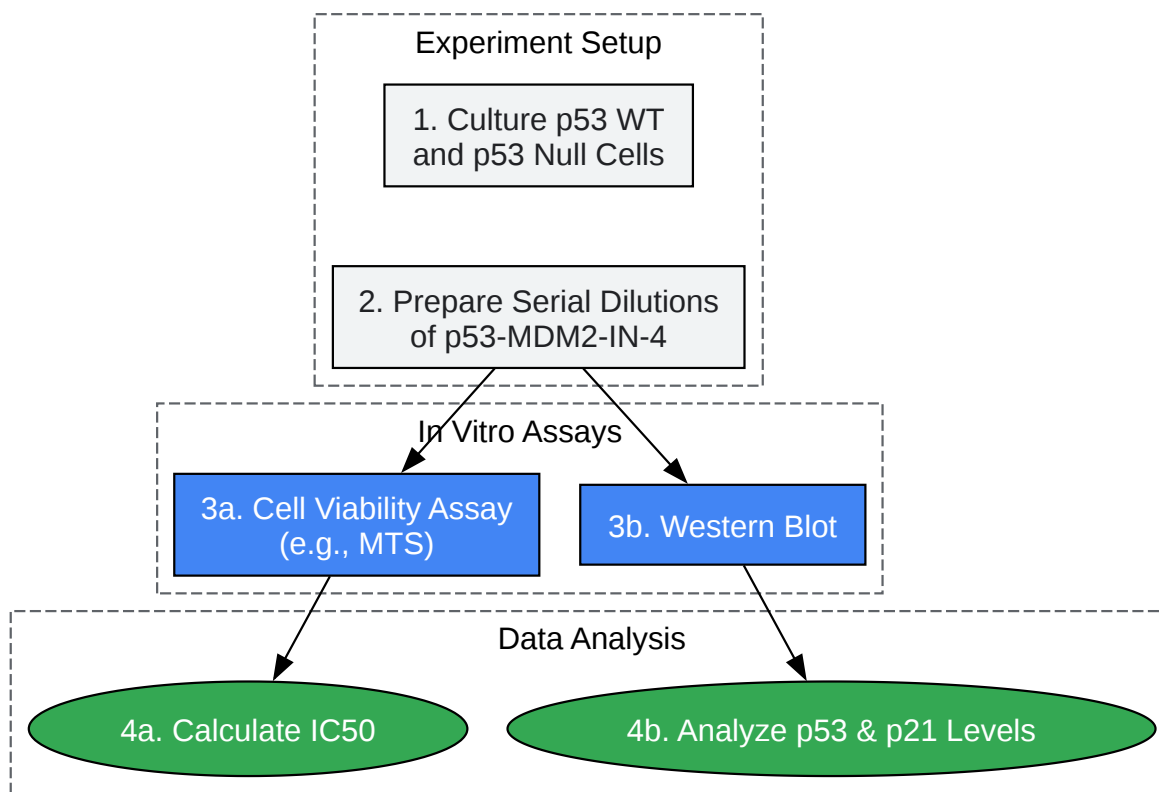 Experiment Setup
1. Culture p53 WT
and p53 Null Cells
2. Prepare Serial Dilutions
of p53-MDM2-IN-4
In Vitro Assays
3a. Cell Viability Assay
(e.g., MTS)
3b. Western Blot
Data Analysis
4a. Calculate IC50
4b. Analyze p53 & p21 Levels